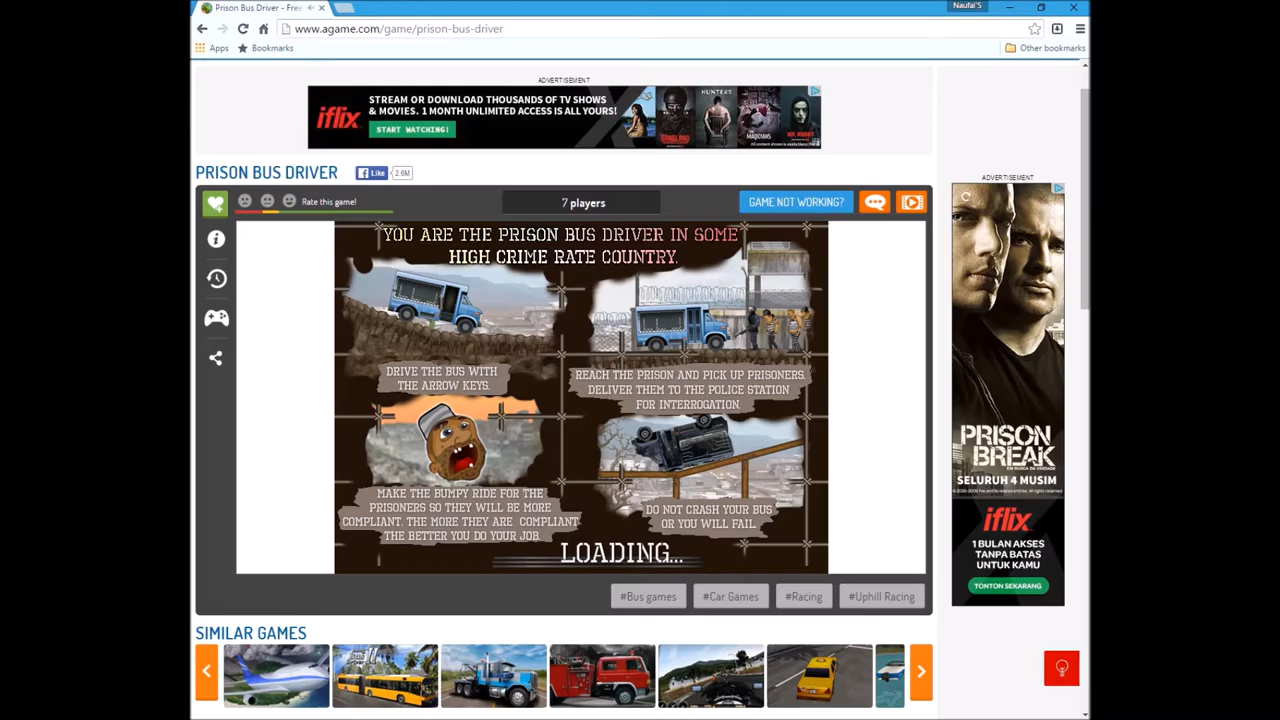 Prison Bus Driver - Fre
Naufal'S
www.agame.com/game/prison-bus-driver
Apps
Bookmarks
Other bookmarks
ADVERTISEMENT
iflix
STREAM OR DOWNLOAD THOUSANDS OF TV SHOWS
& MOVIES. 1 MONTH UNLIMITED ACCESS IS ALL YOURS!
START WATCHING!
HUNTERS
MAGICIANS
MR. ROBOT
PRISON BUS DRIVER
Like
2.6M
ADVERTISEMENT
Rate this game!
7 players
GAME NOT WORKING?
YOU ARE THE PRISON BUS DRIVER IN SOME
HIGH CRIME RATE COUNTRY.
DRIVE THE BUS WITH
THE ARROW KEYS.
REACH THE PRISON AND PICK UP PRISONERS.
DELIVER THEM TO THE POLICE STATION
FOR INTERROGATION.
MAKE THE BUMPY RIDE FOR THE
PRISONERS SO THEY WILL BE MORE
COMPLIANT. THE MORE THEY ARE COMPLIANT
THE BETTER YOU DO YOUR JOB.
DO NOT CRASH YOUR BUS
OR YOU WILL FAIL.
LOADING...
PRISON
BREAK
SELURUH 4 MUSIM
iflix
1 BULAN AKSES
TANPA BATAS
UNTUK KAMU
TONTON SEKARANG
#Bus games
#Car Games
#Racing
#Uphill Racing
SIMILAR GAMES